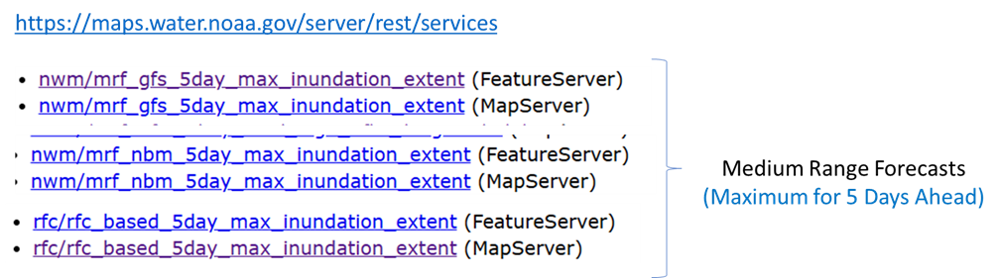 https://maps.water.noaa.gov/server/rest/services
• nwm/mrf_gfs_5day_max_inundation_extent (FeatureServer)
• nwm/mrf_gfs_5day_max_inundation_extent (MapServer)
• nwm/mrf_nbm_5day_max_inundation_extent (FeatureServer)
• nwm/mrf_nbm_5day_max_inundation_extent (MapServer)
• rfc/rfc_based_5day_max_inundation_extent (FeatureServer)
• rfc/rfc_based_5day_max_inundation_extent (MapServer)
Medium Range Forecasts
(Maximum for 5 Days Ahead)